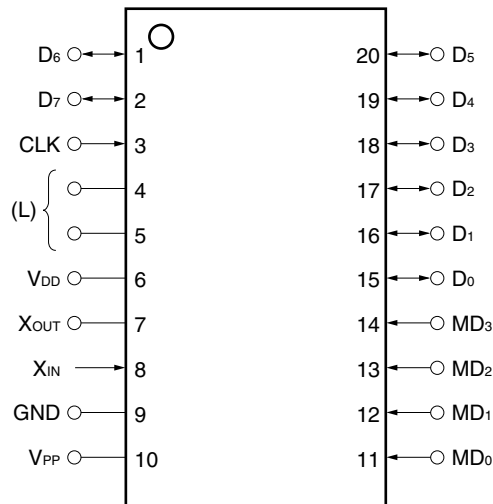 D6 1 20 D5
D7 2 19 D4
CLK 3 18 D3
(L) 4 17 D2
5 16 D1
VDD 6 15 D0
XOUT 7 14 MD3
XIN 8 13 MD2
GND 9 12 MD1
VPP 10 11 MD0